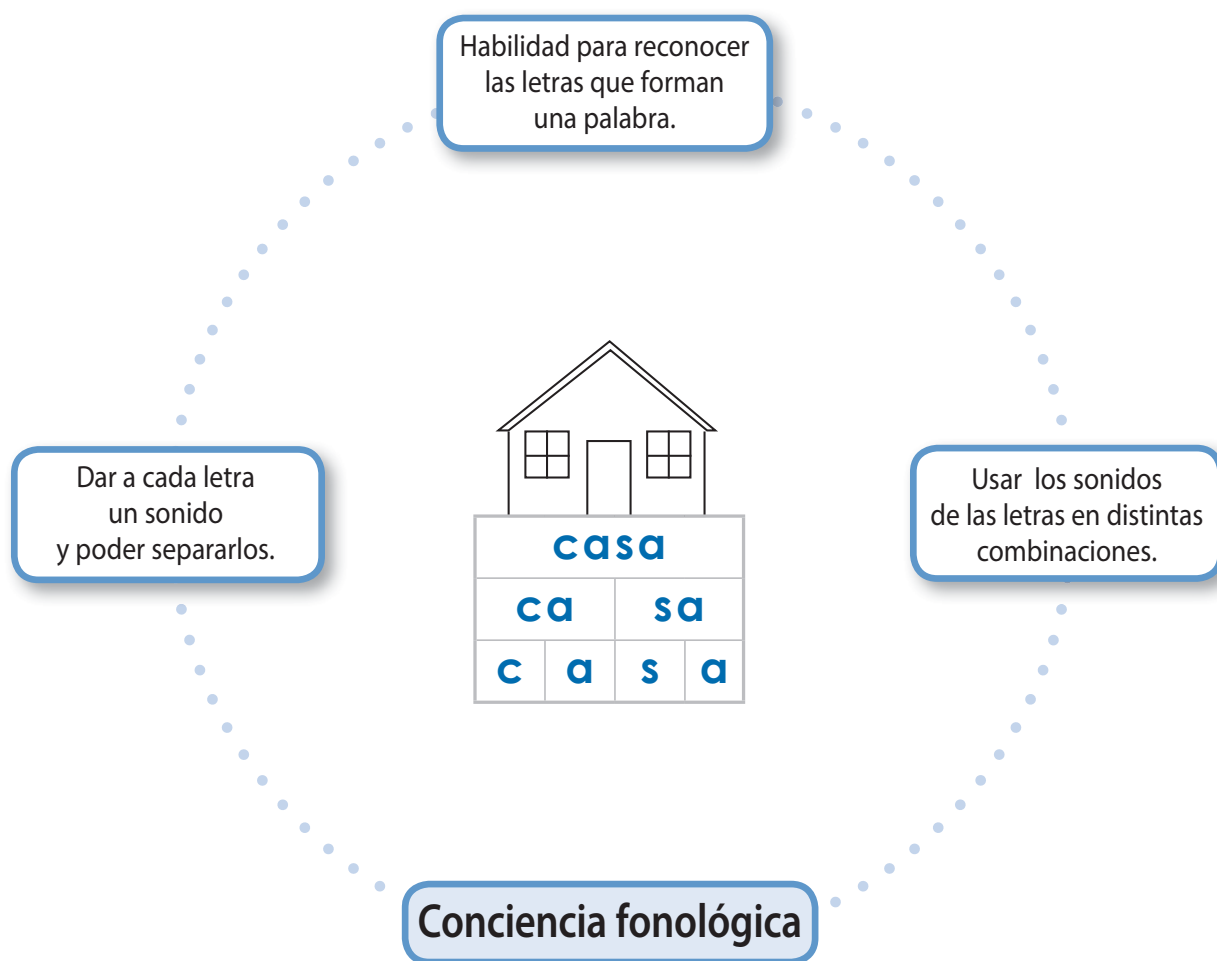 Habilidad para reconocer
las letras que forman
una palabra.
Dar a cada letra
un sonido
y poder separarlos.
Usar los sonidos
de las letras en distintas
combinaciones.
casa
ca sa
c a s a
Conciencia fonológica